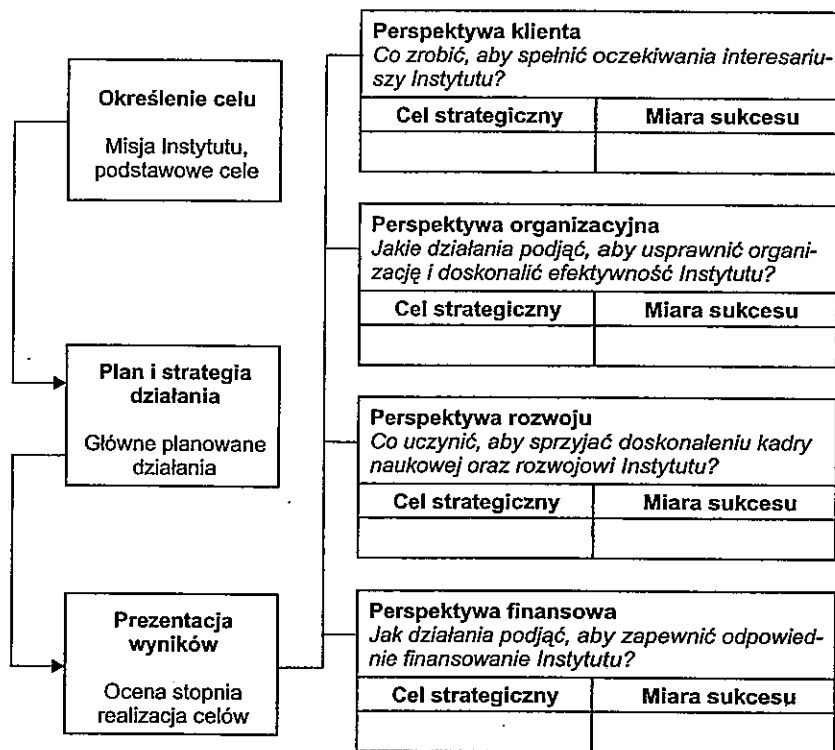 Określenie celu
Misja Instytutu,
podstawowe cele
Plan i strategia
działania
Główne planowane
działania
Prezentacja
wyników
Ocena stopnia
realizacja celów
Perspektywa klienta
Co zrobić, aby spełnić oczekiwania interesariu-
szy Instytutu?
Cel strategiczny Miara sukcesu
Perspektywa organizacyjna
Jakie działania podjąć, aby usprawnić organi-
zację i doskonalić efektywność Instytutu?
Cel strategiczny Miara sukcesu
Perspektywa rozwoju
Co uczynić, aby sprzyjać doskonaleniu kadry
naukowej oraz rozwojowi Instytutu?
Cel strategiczny Miara sukcesu
Perspektywa finansowa
Jak działania podjąć, aby zapewnić odpowied-
nie finansowanie Instytutu?
Cel strategiczny Miara sukcesu